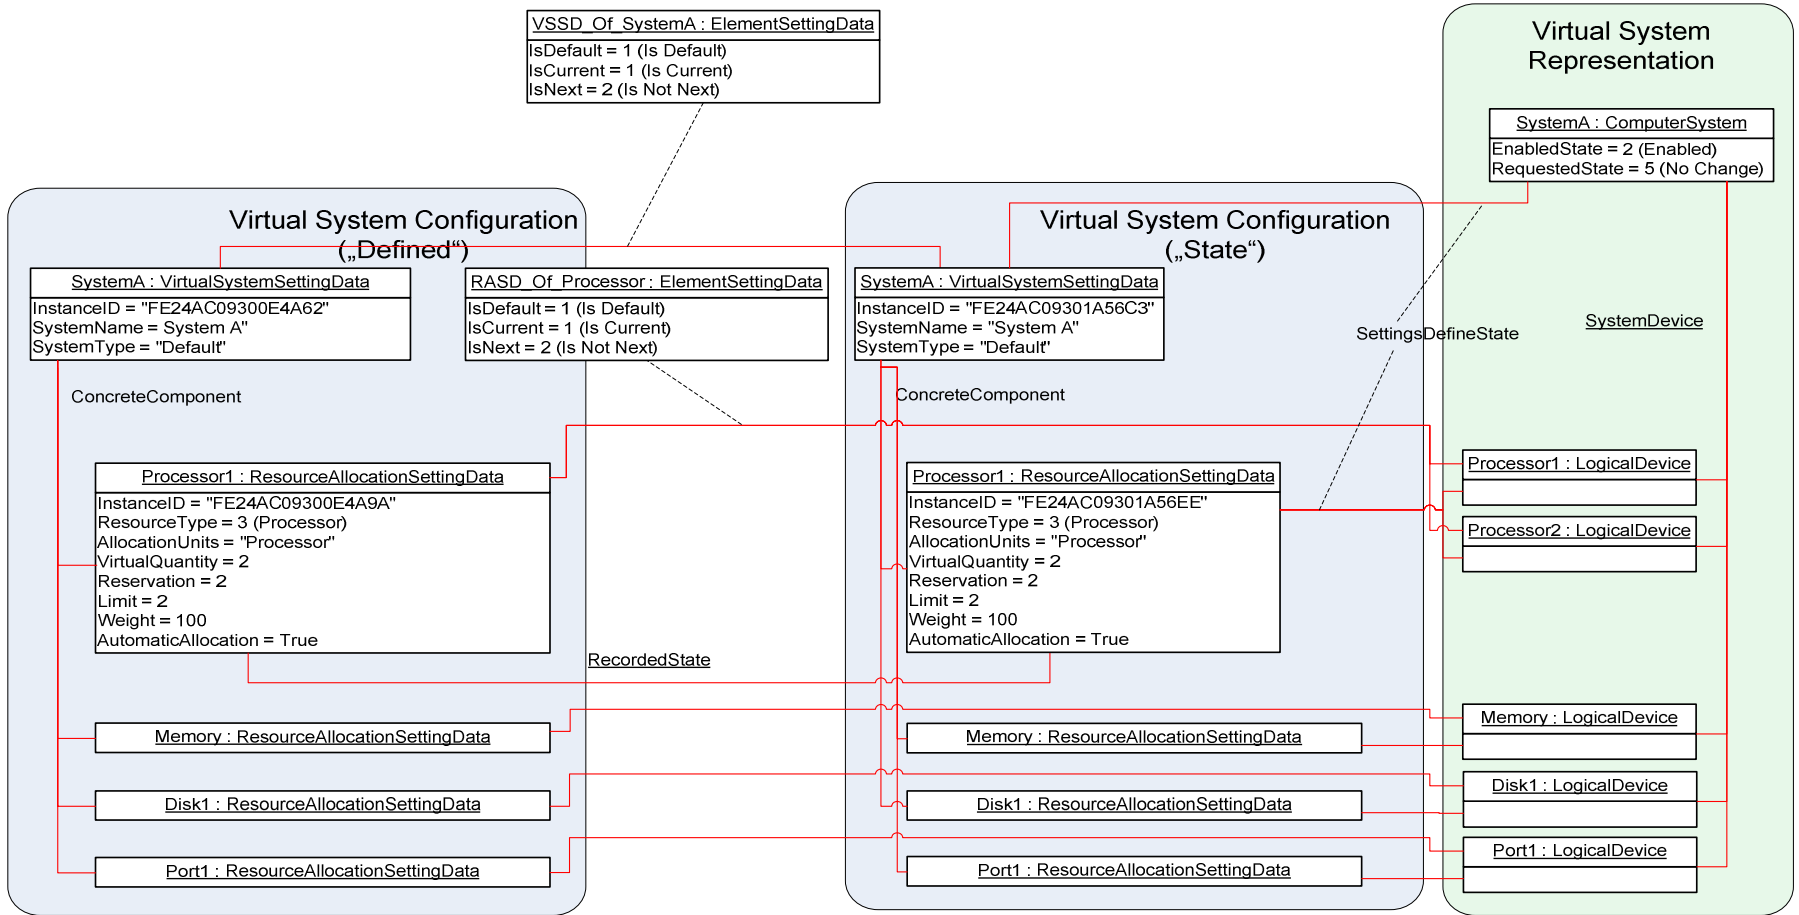 VSSD_Of_SystemA : ElementSettingData
IsDefault = 1 (Is Default)
IsCurrent = 1 (Is Current)
IsNext = 2 (Is Not Next)
Virtual System
Representation
SystemA : ComputerSystem
EnabledState = 2 (Enabled)
RequestedState = 5 (No Change)
Virtual System Configuration
(„Defined“)
SystemA : VirtualSystemSettingData
InstanceID = "FE24AC09300E4A62"
SystemName = System A"
SystemType = "Default"
ConcreteComponent
RASD_Of_Processor : ElementSettingData
IsDefault = 1 (Is Default)
IsCurrent = 1 (Is Current)
IsNext = 2 (Is Not Next)
Virtual System Configuration
(„State“)
SystemA : VirtualSystemSettingData
InstanceID = "FE24AC09301A56C3"
SystemName = "System A"
SystemType = "Default"
ConcreteComponent
SettingsDefineState
SystemDevice
Processor1 : ResourceAllocationSettingData
InstanceID = "FE24AC09300E4A9A"
ResourceType = 3 (Processor)
AllocationUnits = "Processor"
VirtualQuantity = 2
Reservation = 2
Limit = 2
Weight = 100
AutomaticAllocation = True
Processor1 : ResourceAllocationSettingData
InstanceID = "FE24AC09301A56EE"
ResourceType = 3 (Processor)
AllocationUnits = "Processor"
VirtualQuantity = 2
Reservation = 2
Limit = 2
Weight = 100
AutomaticAllocation = True
Processor1 : LogicalDevice
Processor2 : LogicalDevice
RecordedState
Memory : ResourceAllocationSettingData
Memory : ResourceAllocationSettingData
Memory : LogicalDevice
Disk1 : ResourceAllocationSettingData
Disk1 : ResourceAllocationSettingData
Disk1 : LogicalDevice
Port1 : ResourceAllocationSettingData
Port1 : ResourceAllocationSettingData
Port1 : LogicalDevice